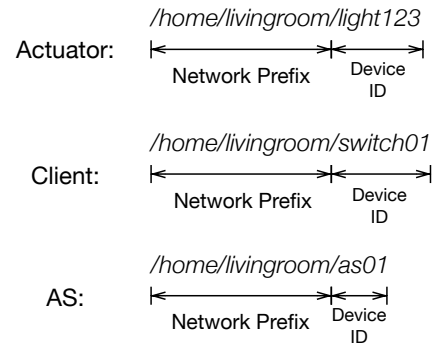 /home/livingroom/light123
Actuator:
Network Prefix
Device
ID
/home/livingroom/switch01
Client:
Network Prefix
Device
ID
/home/livingroom/as01
AS:
Network Prefix
Device
ID